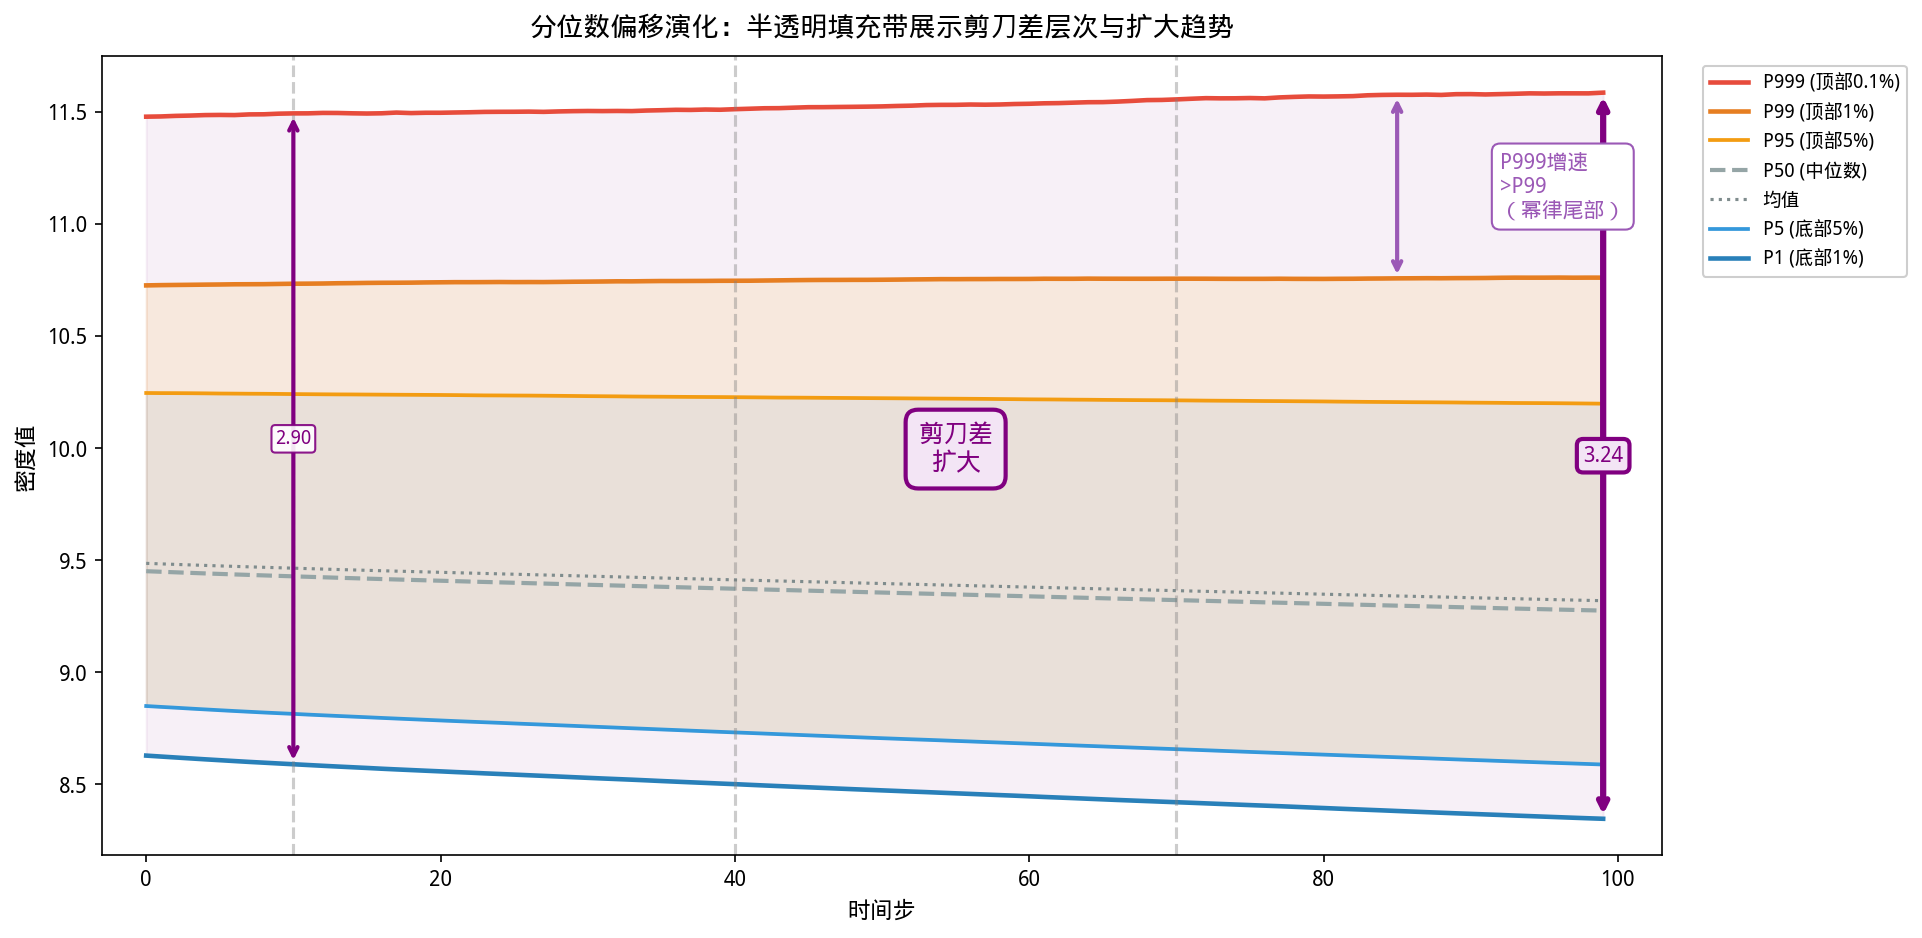 分位数偏移演化：半透明填充带展示剪刀差层次与扩大趋势
密度值
11.5
11.0
10.5
10.0
9.5
9.0
8.5
2.90
剪刀差
扩大
P999增速
>P99
（幂律尾部）
3.24
0
20
40
60
80
100
时间步
P999 (顶部0.1%)
P99 (顶部1%)
P95 (顶部5%)
P50 (中位数)
均值
P5 (底部5%)
P1 (底部1%)